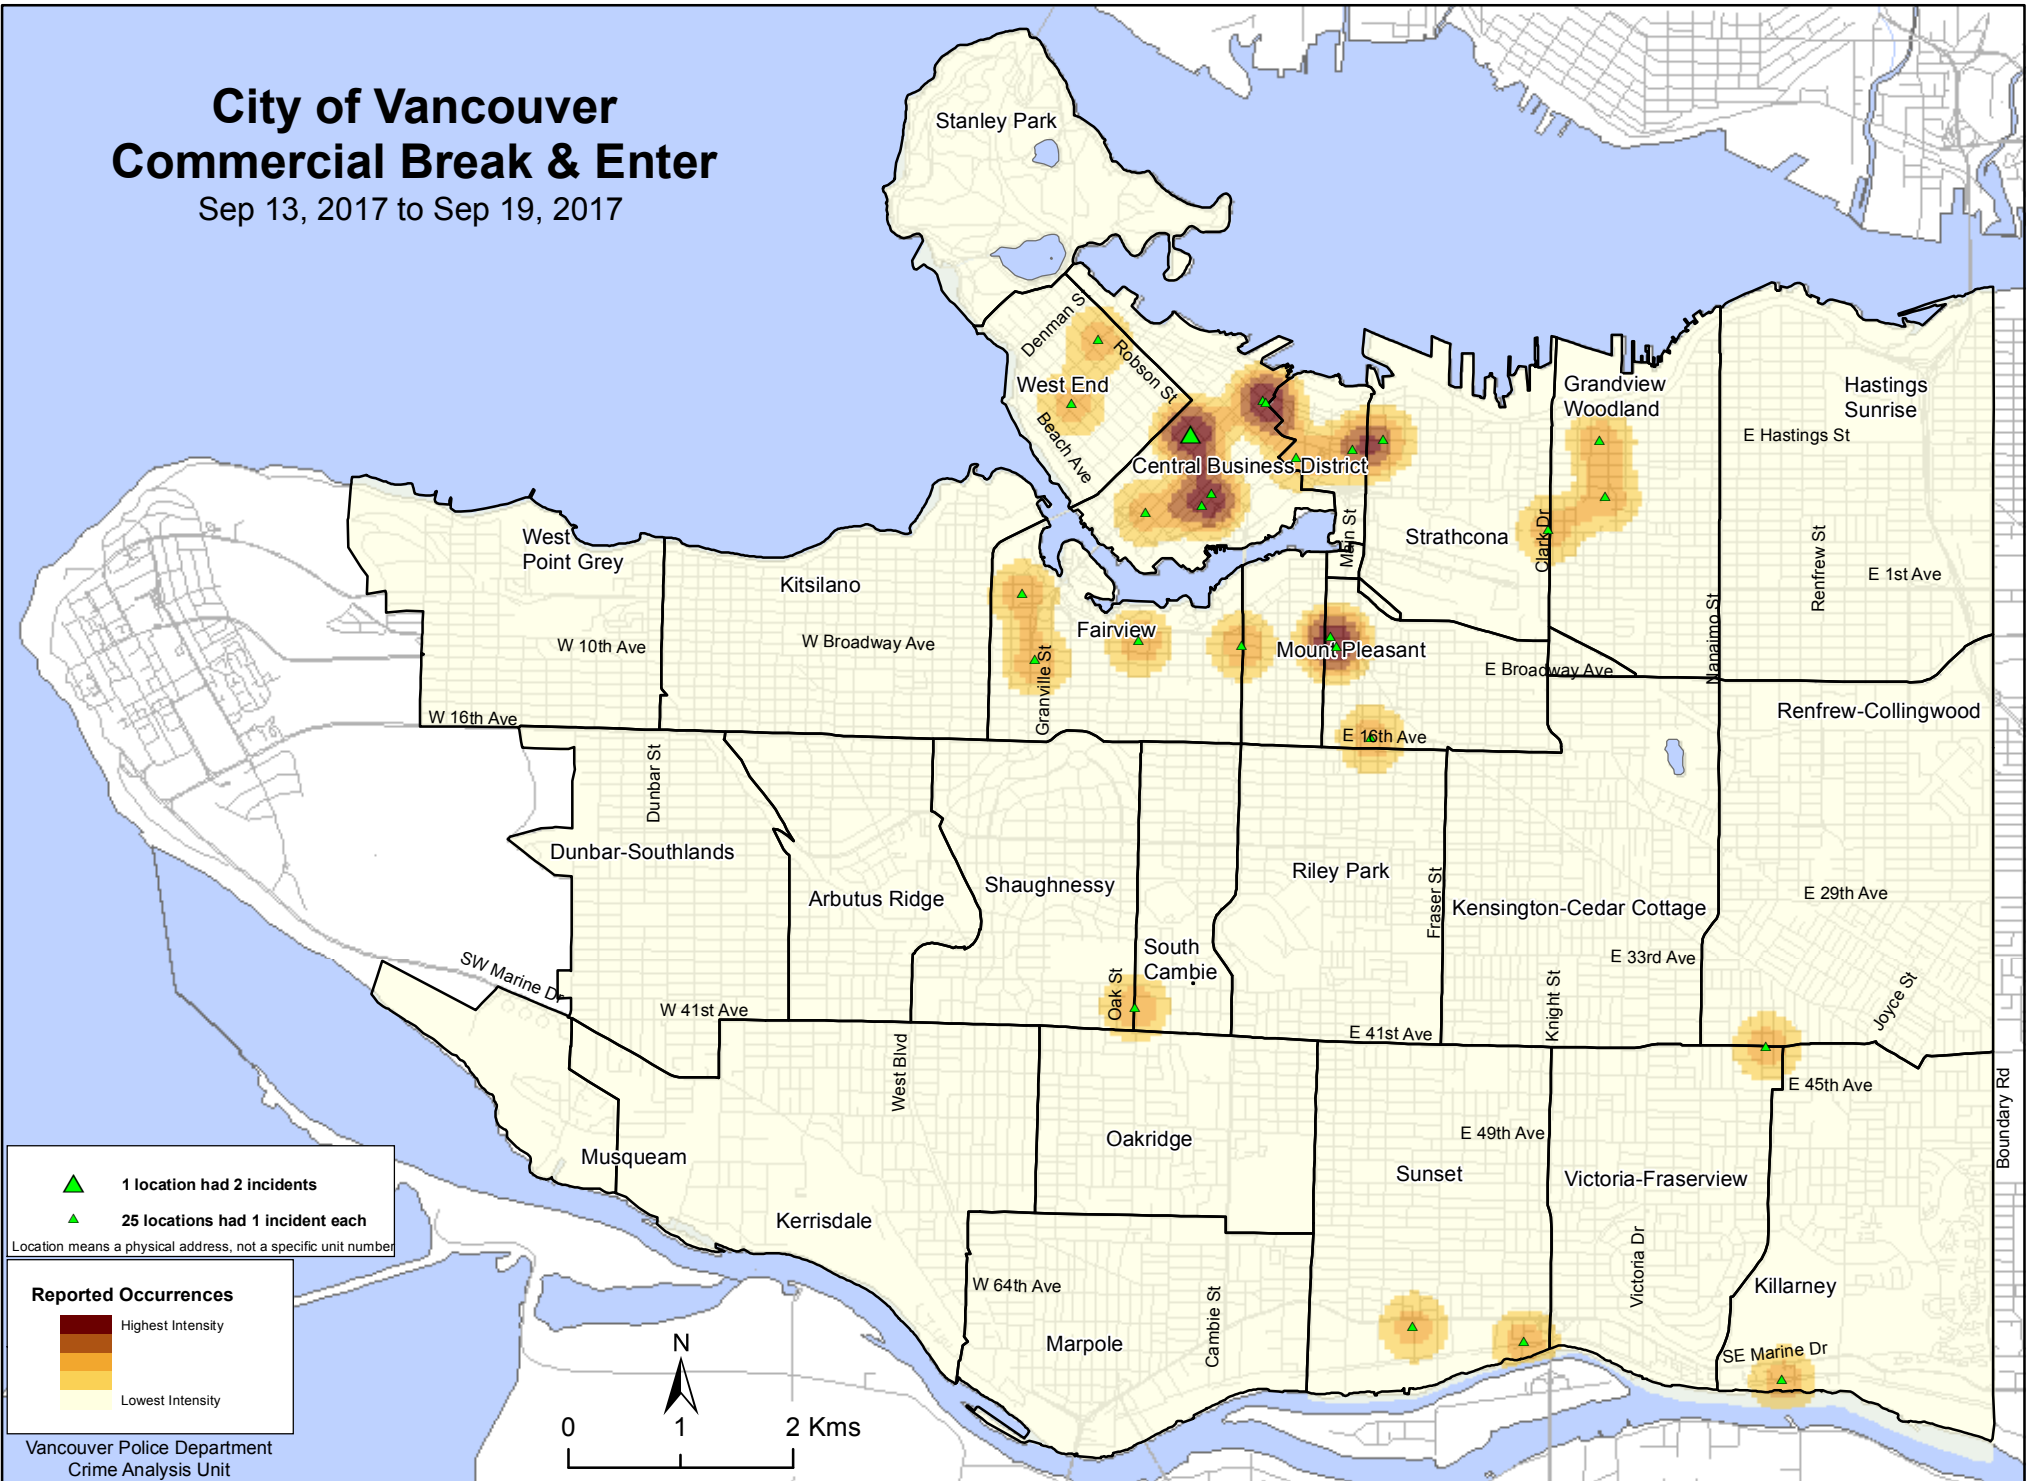 City of Vancouver
Commercial Break & Enter
Sep 13, 2017 to Sep 19, 2017
Stanley Park
Denman S
Robson St
West End
Beach Ave
Central Business District
Grandview
Woodland
Hastings
Sunrise
E Hastings St
West
Point Grey
Kitsilano
Strathcona
Main St
Clark Dr
Renfrew St
E 1st Ave
Nanaimo St
W 10th Ave
W Broadway Ave
Fairview
Granville St
Mount Pleasant
E Broadway Ave
W 16th Ave
E 16th Ave
Renfrew-Collingwood
Dunbar St
Dunbar-Southlands
Arbutus Ridge
Shaughnessy
Riley Park
Fraser St
Kensington-Cedar Cottage
E 29th Ave
South
Cambie
E 33rd Ave
SW Marine Dr
W 41st Ave
Oak St
E 41st Ave
Knight St
Joyce St
West Blvd
E 45th Ave
Boundary Rd
Musqueam
Oakridge
E 49th Ave
Sunset
Victoria-Fraserview
Kerrisdale
Victoria Dr
W 64th Ave
Cambie St
Killarney
Marpole
SE Marine Dr
1 location had 2 incidents
25 locations had 1 incident each
Location means a physical address, not a specific unit number
Reported Occurrences
Highest Intensity
Lowest Intensity
Vancouver Police Department
Crime Analysis Unit
N
0 1 2 Kms